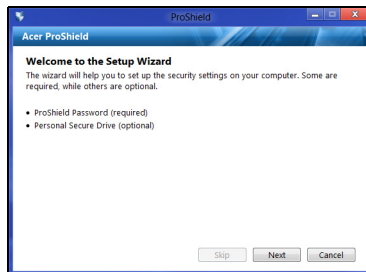 ProShield
Acer ProShield
Welcome to the Setup Wizard
The wizard will help you to set up the security settings on your computer. Some are
required, while others are optional.
• ProShield Password (required)
• Personal Secure Drive (optional)
Skip Next Cancel